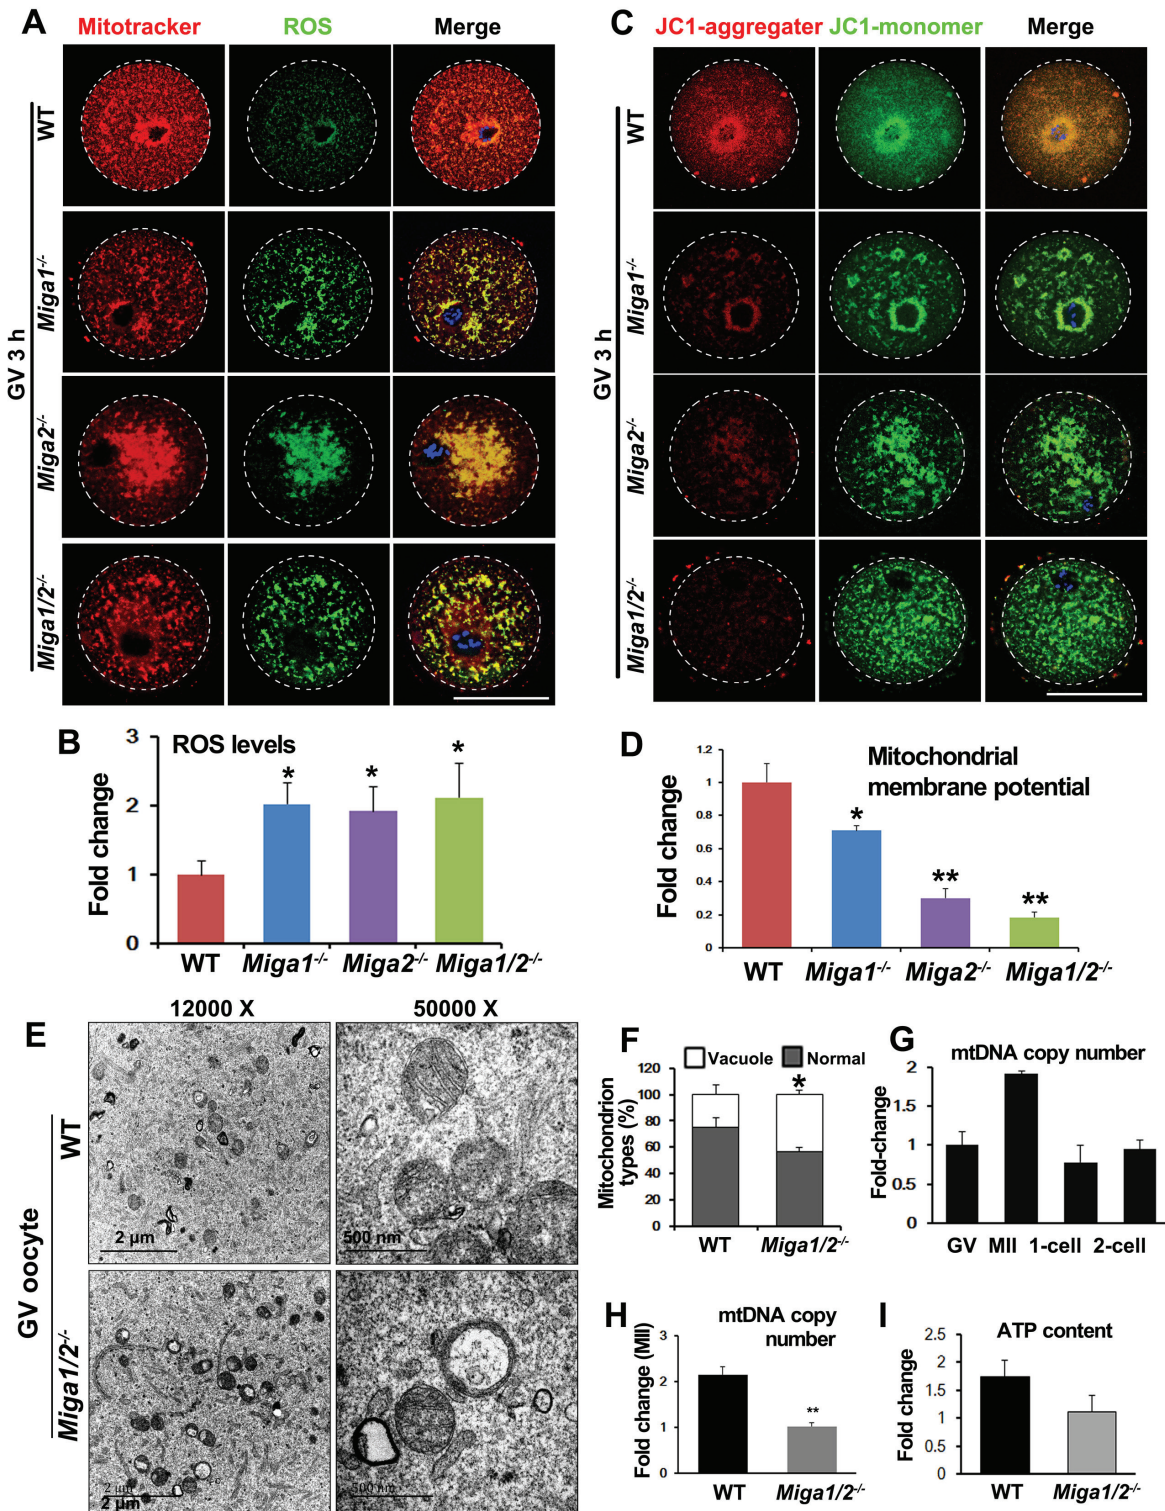 A
Mitotracker
ROS
Merge
GV 3 h
WT
Miga1-/-
Miga2-/-
Miga1/2-/-
C
JC1-aggregater
JC1-monomer
Merge
GV 3 h
WT
Miga1-/-
Miga2-/-
Miga1/2-/-
B
ROS levels
Fold change
3
2
1
0
*
*
*
WT
Miga1-/-
Miga2-/-
Miga1/2-/-
D
Mitochondrial
membrane potential
Fold change
1.2
1
0.8
0.6
0.4
0.2
0
*
**
**
WT
Miga1-/-
Miga2-/-
Miga1/2-/-
E
12000 X
50000 X
GV oocyte
WT
2 µm
500 nm
Miga1/2-/-
2 µm
2 µm
500 nm
F
Vacuole
Normal
Mitochondrion
types (%)
120
100
80
60
40
20
0
*
WT
Miga1/2-/-
G
mtDNA copy number
Fold-change
2
1.5
1
0.5
0
GV
MII
1-cell
2-cell
H
mtDNA copy
number
Fold change (MII)
3
2
1
0
**
WT
Miga1/2-/-
I
ATP content
Fold change
2.5
2
1.5
1
0.5
0
WT
Miga1/2-/-